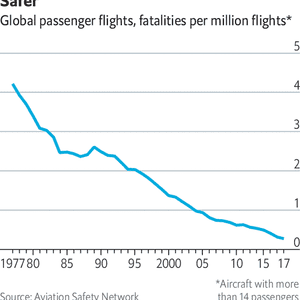 Safer
Global passenger flights, fatalities per million flights*
5
4
3
2
1
0
1977 80 85 90 95 2000 05 10 15 17
*Aircraft with more
than 14 passengers
Source: Aviation Safety Network